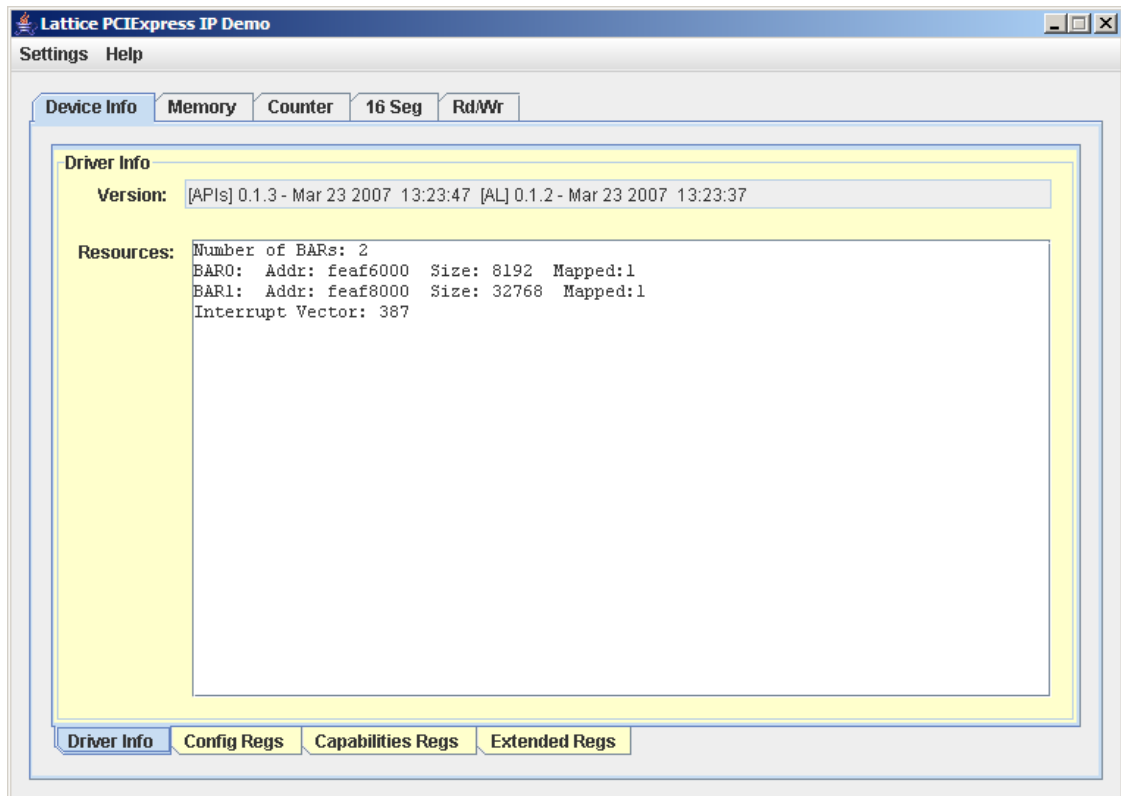 Lattice PCIExpress IP Demo
Settings Help
Device Info Memory Counter 16 Seg Rd/Wr
Driver Info
Version: [APIs] 0.1.3 - Mar 23 2007 13:23:47 [AL] 0.1.2 - Mar 23 2007 13:23:37
Resources: Number of BARs: 2
BAR0: Addr: feaf6000 Size: 8192 Mapped:1
BAR1: Addr: feaf8000 Size: 32768 Mapped:1
Interrupt Vector: 387
Driver Info Config Regs Capabilities Regs Extended Regs